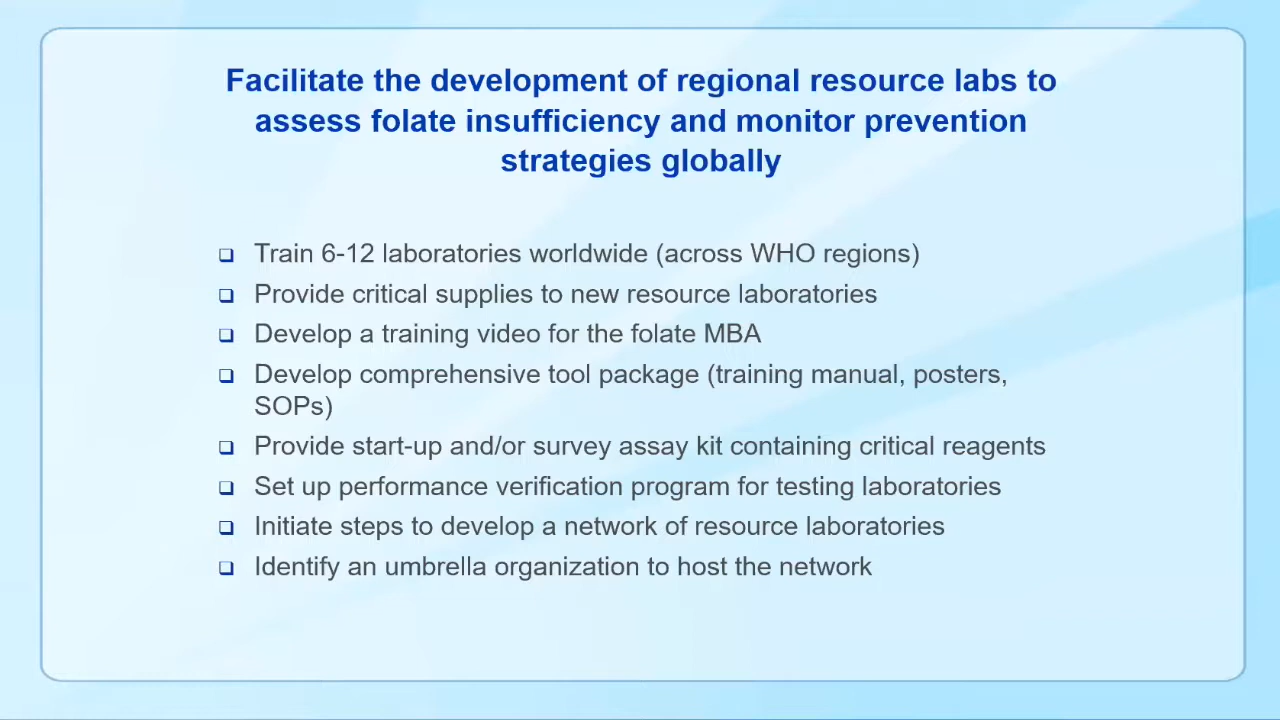 Facilitate the development of regional resource labs to
assess folate insufficiency and monitor prevention
strategies globally
❑ Train 6-12 laboratories worldwide (across WHO regions)
❑ Provide critical supplies to new resource laboratories
❑ Develop a training video for the folate MBA
❑ Develop comprehensive tool package (training manual, posters,
SOPs)
❑ Provide start-up and/or survey assay kit containing critical reagents
❑ Set up performance verification program for testing laboratories
❑ Initiate steps to develop a network of resource laboratories
❑ Identify an umbrella organization to host the network